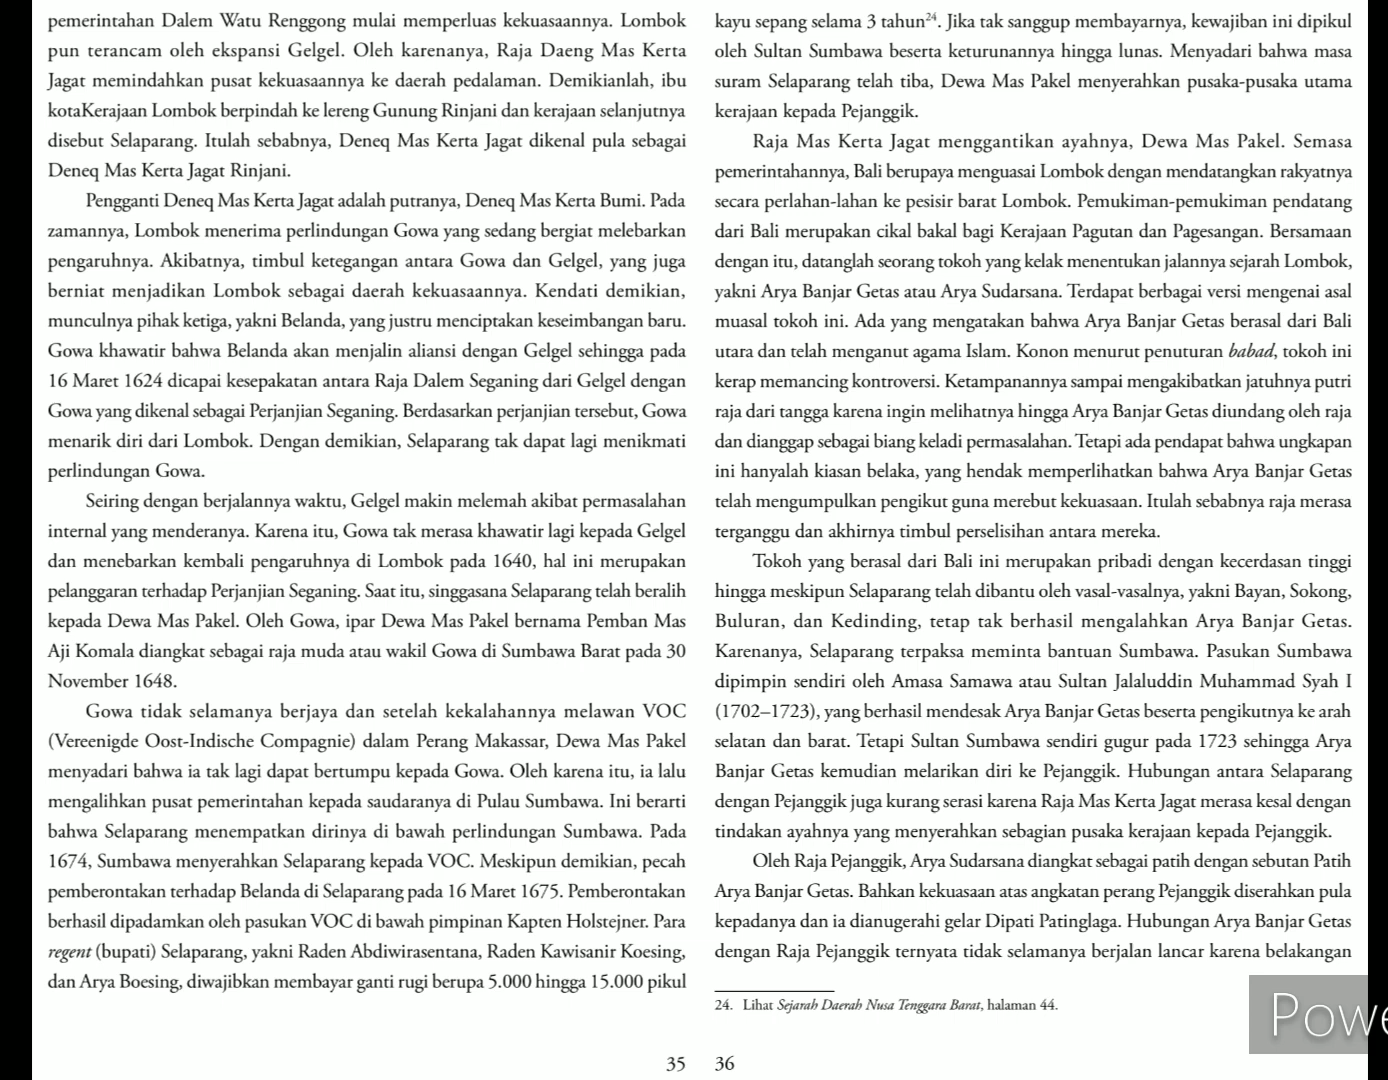 pemerintahan Dalem Watu Renggong mulai memperluas kekuasaannya. Lombok
pun terancam oleh ekspansi Gelgel. Oleh karenanya, Raja Daeng Mas Kerta
Jagat memindahkan pusat kekuasaannya ke daerah pedalaman. Demikianlah, ibu
kotaKerajaan Lombok berpindah ke lereng Gunung Rinjani dan kerajaan selanjutnya
disebut Selaparang. Itulah sebabnya, Deneq Mas Kerta Jagat dikenal pula sebagai
Deneq Mas Kerta Jagat Rinjani.
Pengganti Deneq Mas Kerta Jagat adalah putranya, Deneq Mas Kerta Bumi. Pada
zamannya, Lombok menerima perlindungan Gowa yang sedang bergiat melebarkan
pengaruhnya. Akibatnya, timbul ketegangan antara Gowa dan Gelgel, yang juga
berniat menjadikan Lombok sebagai daerah kekuasaannya. Kendati demikian,
munculnya pihak ketiga, yakni Belanda, yang justru menciptakan keseimbangan baru.
Gowa khawatir bahwa Belanda akan menjalin aliansi dengan Gelgel sehingga pada
16 Maret 1624 dicapai kesepakatan antara Raja Dalem Seganing dari Gelgel dengan
Gowa yang dikenal sebagai Perjanjian Seganing. Berdasarkan perjanjian tersebut, Gowa
menarik diri dari Lombok. Dengan demikian, Selaparang tak dapat lagi menikmati
perlindungan Gowa.
Seiring dengan berjalannya waktu, Gelgel makin melemah akibat permasalahan
internal yang menderanya. Karena itu, Gowa tak merasa khawatir lagi kepada Gelgel
dan menebarkan kembali pengaruhnya di Lombok pada 1640, hal ini merupakan
pelanggaran terhadap Perjanjian Seganing. Saat itu, singgasana Selaparang telah beralih
kepada Dewa Mas Pakel. Oleh Gowa, ipar Dewa Mas Pakel bernama Pemban Mas
Aji Komala diangkat sebagai raja muda atau wakil Gowa di Sumbawa Barat pada 30
November 1648.
Gowa tidak selamanya berjaya dan setelah kekalahannya melawan VOC
(Vereenigde Oost-Indische Compagnie) dalam Perang Makassar, Dewa Mas Pakel
menyadari bahwa ia tak lagi dapat bertumpu kepada Gowa. Oleh karena itu, ia lalu
mengalihkan pusat pemerintahan kepada saudaranya di Pulau Sumbawa. Ini berarti
bahwa Selaparang menempatkan dirinya di bawah perlindungan Sumbawa. Pada
1674, Sumbawa menyerahkan Selaparang kepada VOC. Meskipun demikian, pecah
pemberontakan terhadap Belanda di Selaparang pada 16 Maret 1675. Pemberontakan
berhasil dipadamkan oleh pasukan VOC di bawah pimpinan Kapten Holstejner. Para
regent (bupati) Selaparang, yakni Raden Abdiwirasentana, Raden Kawisanir Koesing,
dan Arya Boesing, diwajibkan membayar ganti rugi berupa 5.000 hingga 15.000 pikul
35
kayu sepang selama 3 tahun24. Jika tak sanggup membayarnya, kewajiban ini dipikul
oleh Sultan Sumbawa beserta keturunannya hingga lunas. Menyadari bahwa masa
suram Selaparang telah tiba, Dewa Mas Pakel menyerahkan pusaka-pusaka utama
kerajaan kepada Pejanggik.
Raja Mas Kerta Jagat menggantikan ayahnya, Dewa Mas Pakel. Semasa
pemerintahannya, Bali berupaya menguasai Lombok dengan mendatangkan rakyatnya
secara perlahan-lahan ke pesisir barat Lombok. Pemukiman-pemukiman pendatang
dari Bali merupakan cikal bakal bagi Kerajaan Pagutan dan Pagesangan. Bersamaan
dengan itu, datanglah seorang tokoh yang kelak menentukan jalannya sejarah Lombok,
yakni Arya Banjar Getas atau Arya Sudarsana. Terdapat berbagai versi mengenai asal
muasal tokoh ini. Ada yang mengatakan bahwa Arya Banjar Getas berasal dari Bali
utara dan telah menganut agama Islam. Konon menurut penuturan babad, tokoh ini
kerap memancing kontroversi. Ketampanannya sampai mengakibatkan jatuhnya putri
raja dari tangga karena ingin melihatnya hingga Arya Banjar Getas diundang oleh raja
dan dianggap sebagai biang keladi permasalahan. Tetapi ada pendapat bahwa ungkapan
ini hanyalah kiasan belaka, yang hendak memperlihatkan bahwa Arya Banjar Getas
telah mengumpulkan pengikut guna merebut kekuasaan. Itulah sebabnya raja merasa
terganggu dan akhirnya timbul perselisihan antara mereka.
Tokoh yang berasal dari Bali ini merupakan pribadi dengan kecerdasan tinggi
hingga meskipun Selaparang telah dibantu oleh vasal-vasalnya, yakni Bayan, Sokong,
Buluran, dan Kedinding, tetap tak berhasil mengalahkan Arya Banjar Getas.
Karenanya, Selaparang terpaksa meminta bantuan Sumbawa. Pasukan Sumbawa
dipimpin sendiri oleh Amasa Samawa atau Sultan Jalaluddin Muhammad Syah I
(1702–1723), yang berhasil mendesak Arya Banjar Getas beserta pengikutnya ke arah
selatan dan barat. Tetapi Sultan Sumbawa sendiri gugur pada 1723 sehingga Arya
Banjar Getas kemudian melarikan diri ke Pejanggik. Hubungan antara Selaparang
dengan Pejanggik juga kurang serasi karena Raja Mas Kerta Jagat merasa kesal dengan
tindakan ayahnya yang menyerahkan sebagian pusaka kerajaan kepada Pejanggik.
Oleh Raja Pejanggik, Arya Sudarsana diangkat sebagai patih dengan sebutan Patih
Arya Banjar Getas. Bahkan kekuasaan atas angkatan perang Pejanggik diserahkan pula
kepadanya dan ia dianugerahi gelar Dipati Patinglaga. Hubungan Arya Banjar Getas
dengan Raja Pejanggik ternyata tidak selamanya berjalan lancar karena belakangan
24. Lihat Sejarah Daerah Nusa Tenggara Barat, halaman 44.
36
Powe